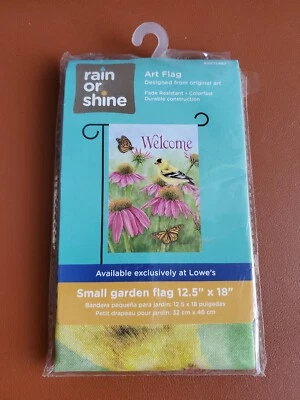 rain
or
shine
Art Flag
Designed from original art
Fade Resistant • Colorfast
Durable construction
Welcome
Available exclusively at Lowe's
Small garden flag 12.5" x 18"
Bandera pequeña para jardín: 12.5 x 18 pulgadas
Petit drapeau pour jardin: 32 cm x 46 cm